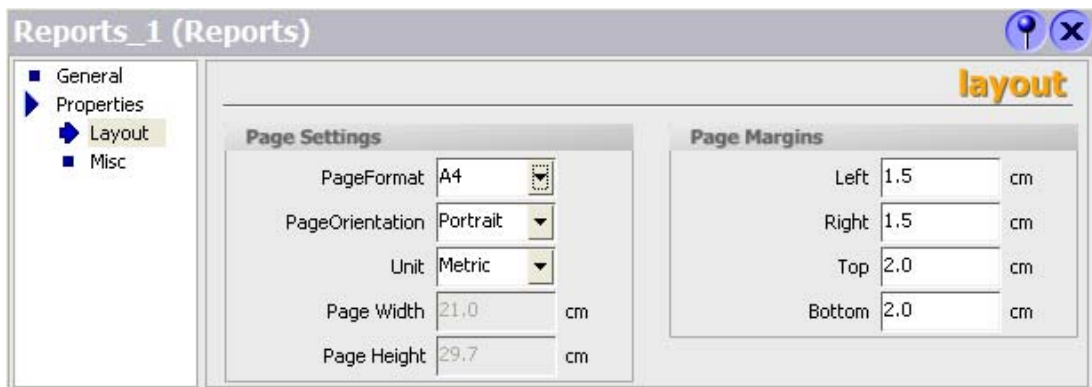 Reports_1 (Reports)
General
Properties
Layout
Misc
layout
Page Settings
PageFormat A4
PageOrientation Portrait
Unit Metric
Page Width 21.0 cm
Page Height 29.7 cm
Page Margins
Left 1.5 cm
Right 1.5 cm
Top 2.0 cm
Bottom 2.0 cm